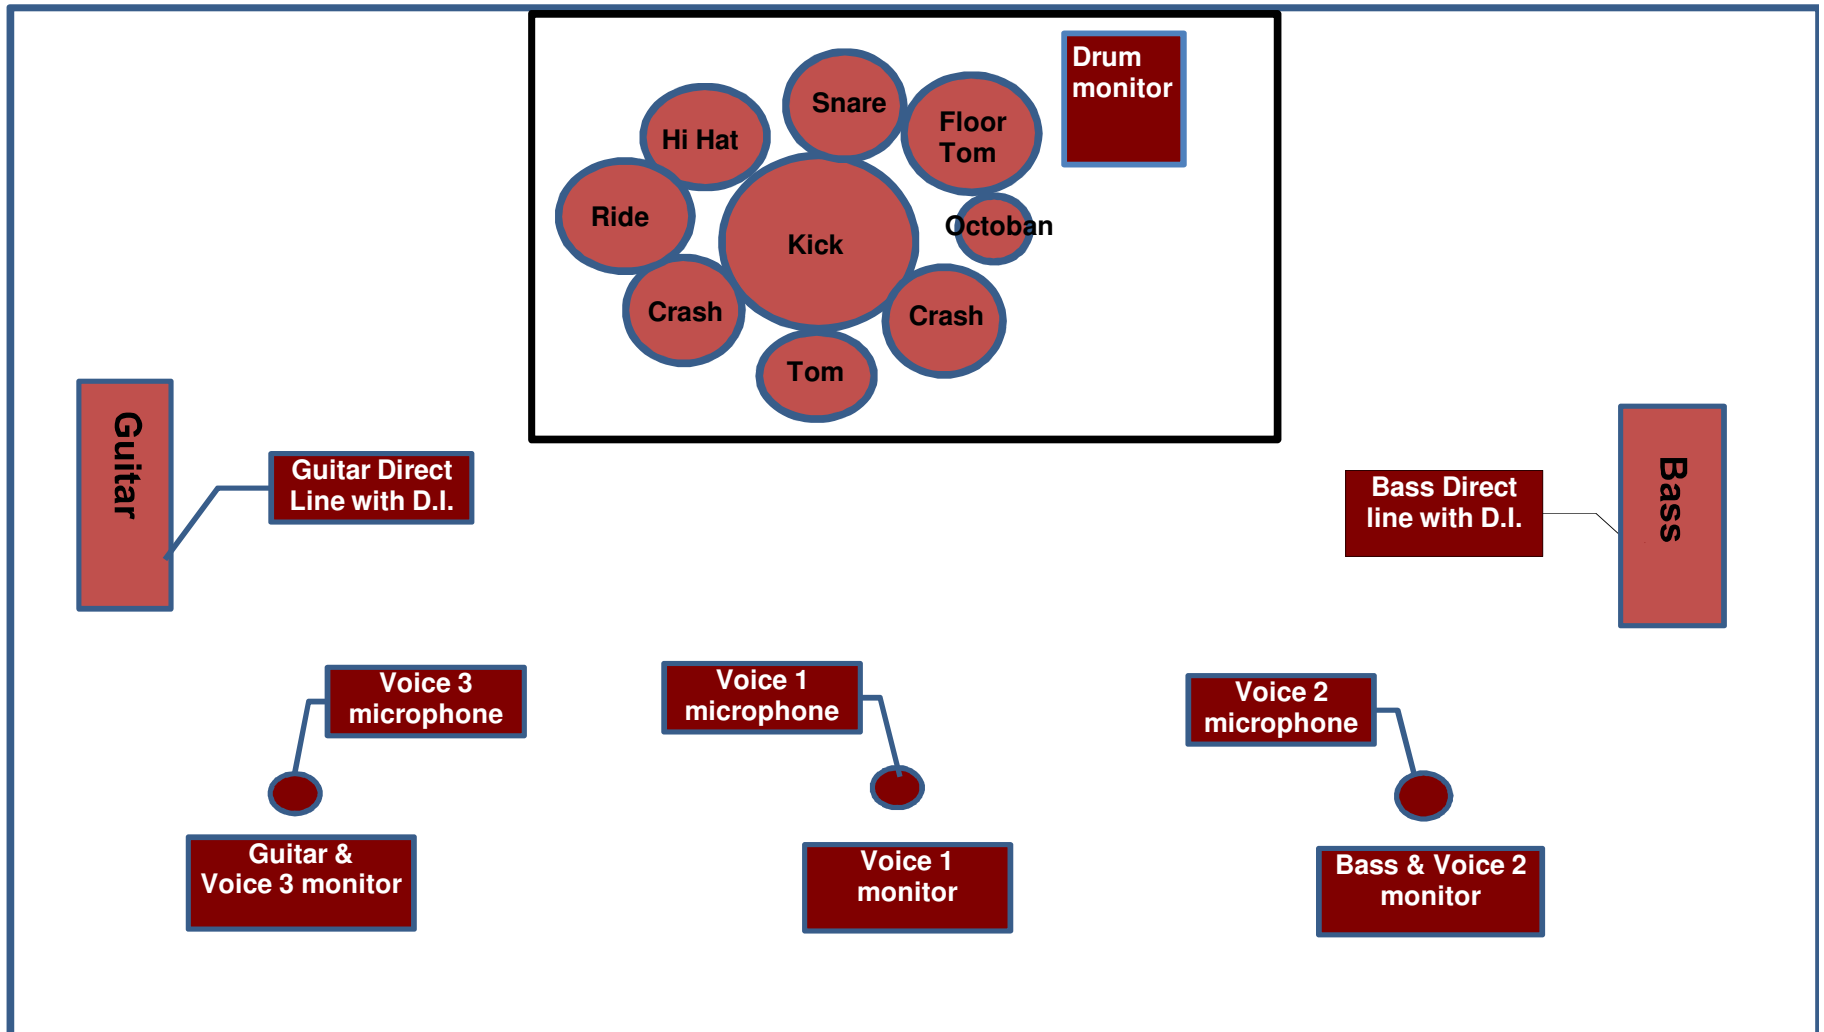 Drum
monitor
Snare
Floor
Tom
Hi Hat
Ride
Octoban
Kick
Crash
Crash
Tom
Guitar
Guitar Direct
Line with D.I.
Bass Direct
line with D.I.
Bass
Voice 3
microphone
Voice 1
microphone
Voice 2
microphone
Guitar &
Voice 3 monitor
Voice 1
monitor
Bass & Voice 2
monitor